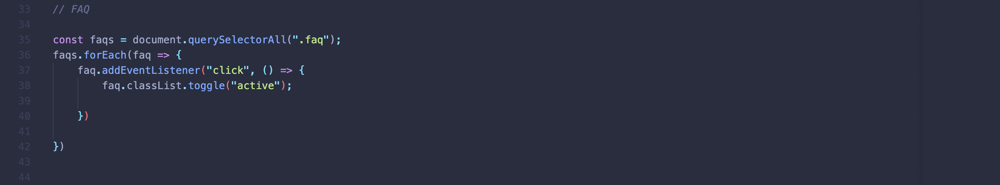 33 // FAQ
34
35 const faqs = document.querySelectorAll(".faq");
36 faqs.forEach(faq => {
37     faq.addEventListener("click", () => {
38         faq.classList.toggle("active");
39
40     })
41
42 })
43
44